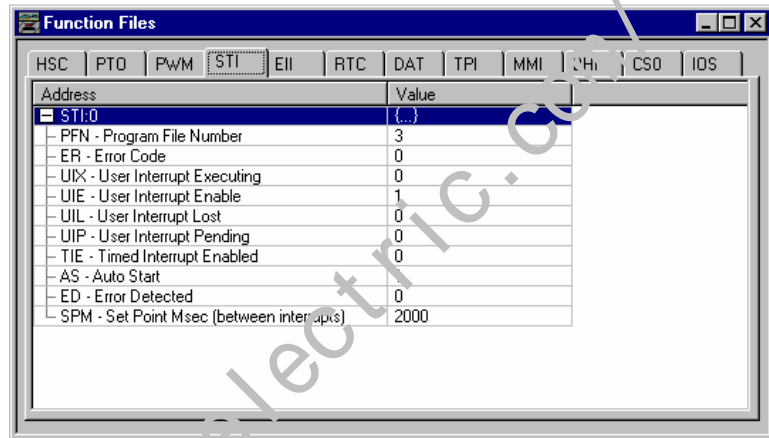 Function Files
HSC PTO PWM STI EII RTC DAT TPI MMI CS0 IOS
Address Value
STI:0 {...}
PFN - Program File Number 3
ER - Error Code 0
UIX - User Interrupt Executing 0
UIE - User Interrupt Enable 1
UIL - User Interrupt Lost 0
UIP - User Interrupt Pending 0
TIE - Timed Interrupt Enabled 0
AS - Auto Start
ED - Error Detected 0
SPM - Set Point Msec (between interrupts) 2000
lectric.com/